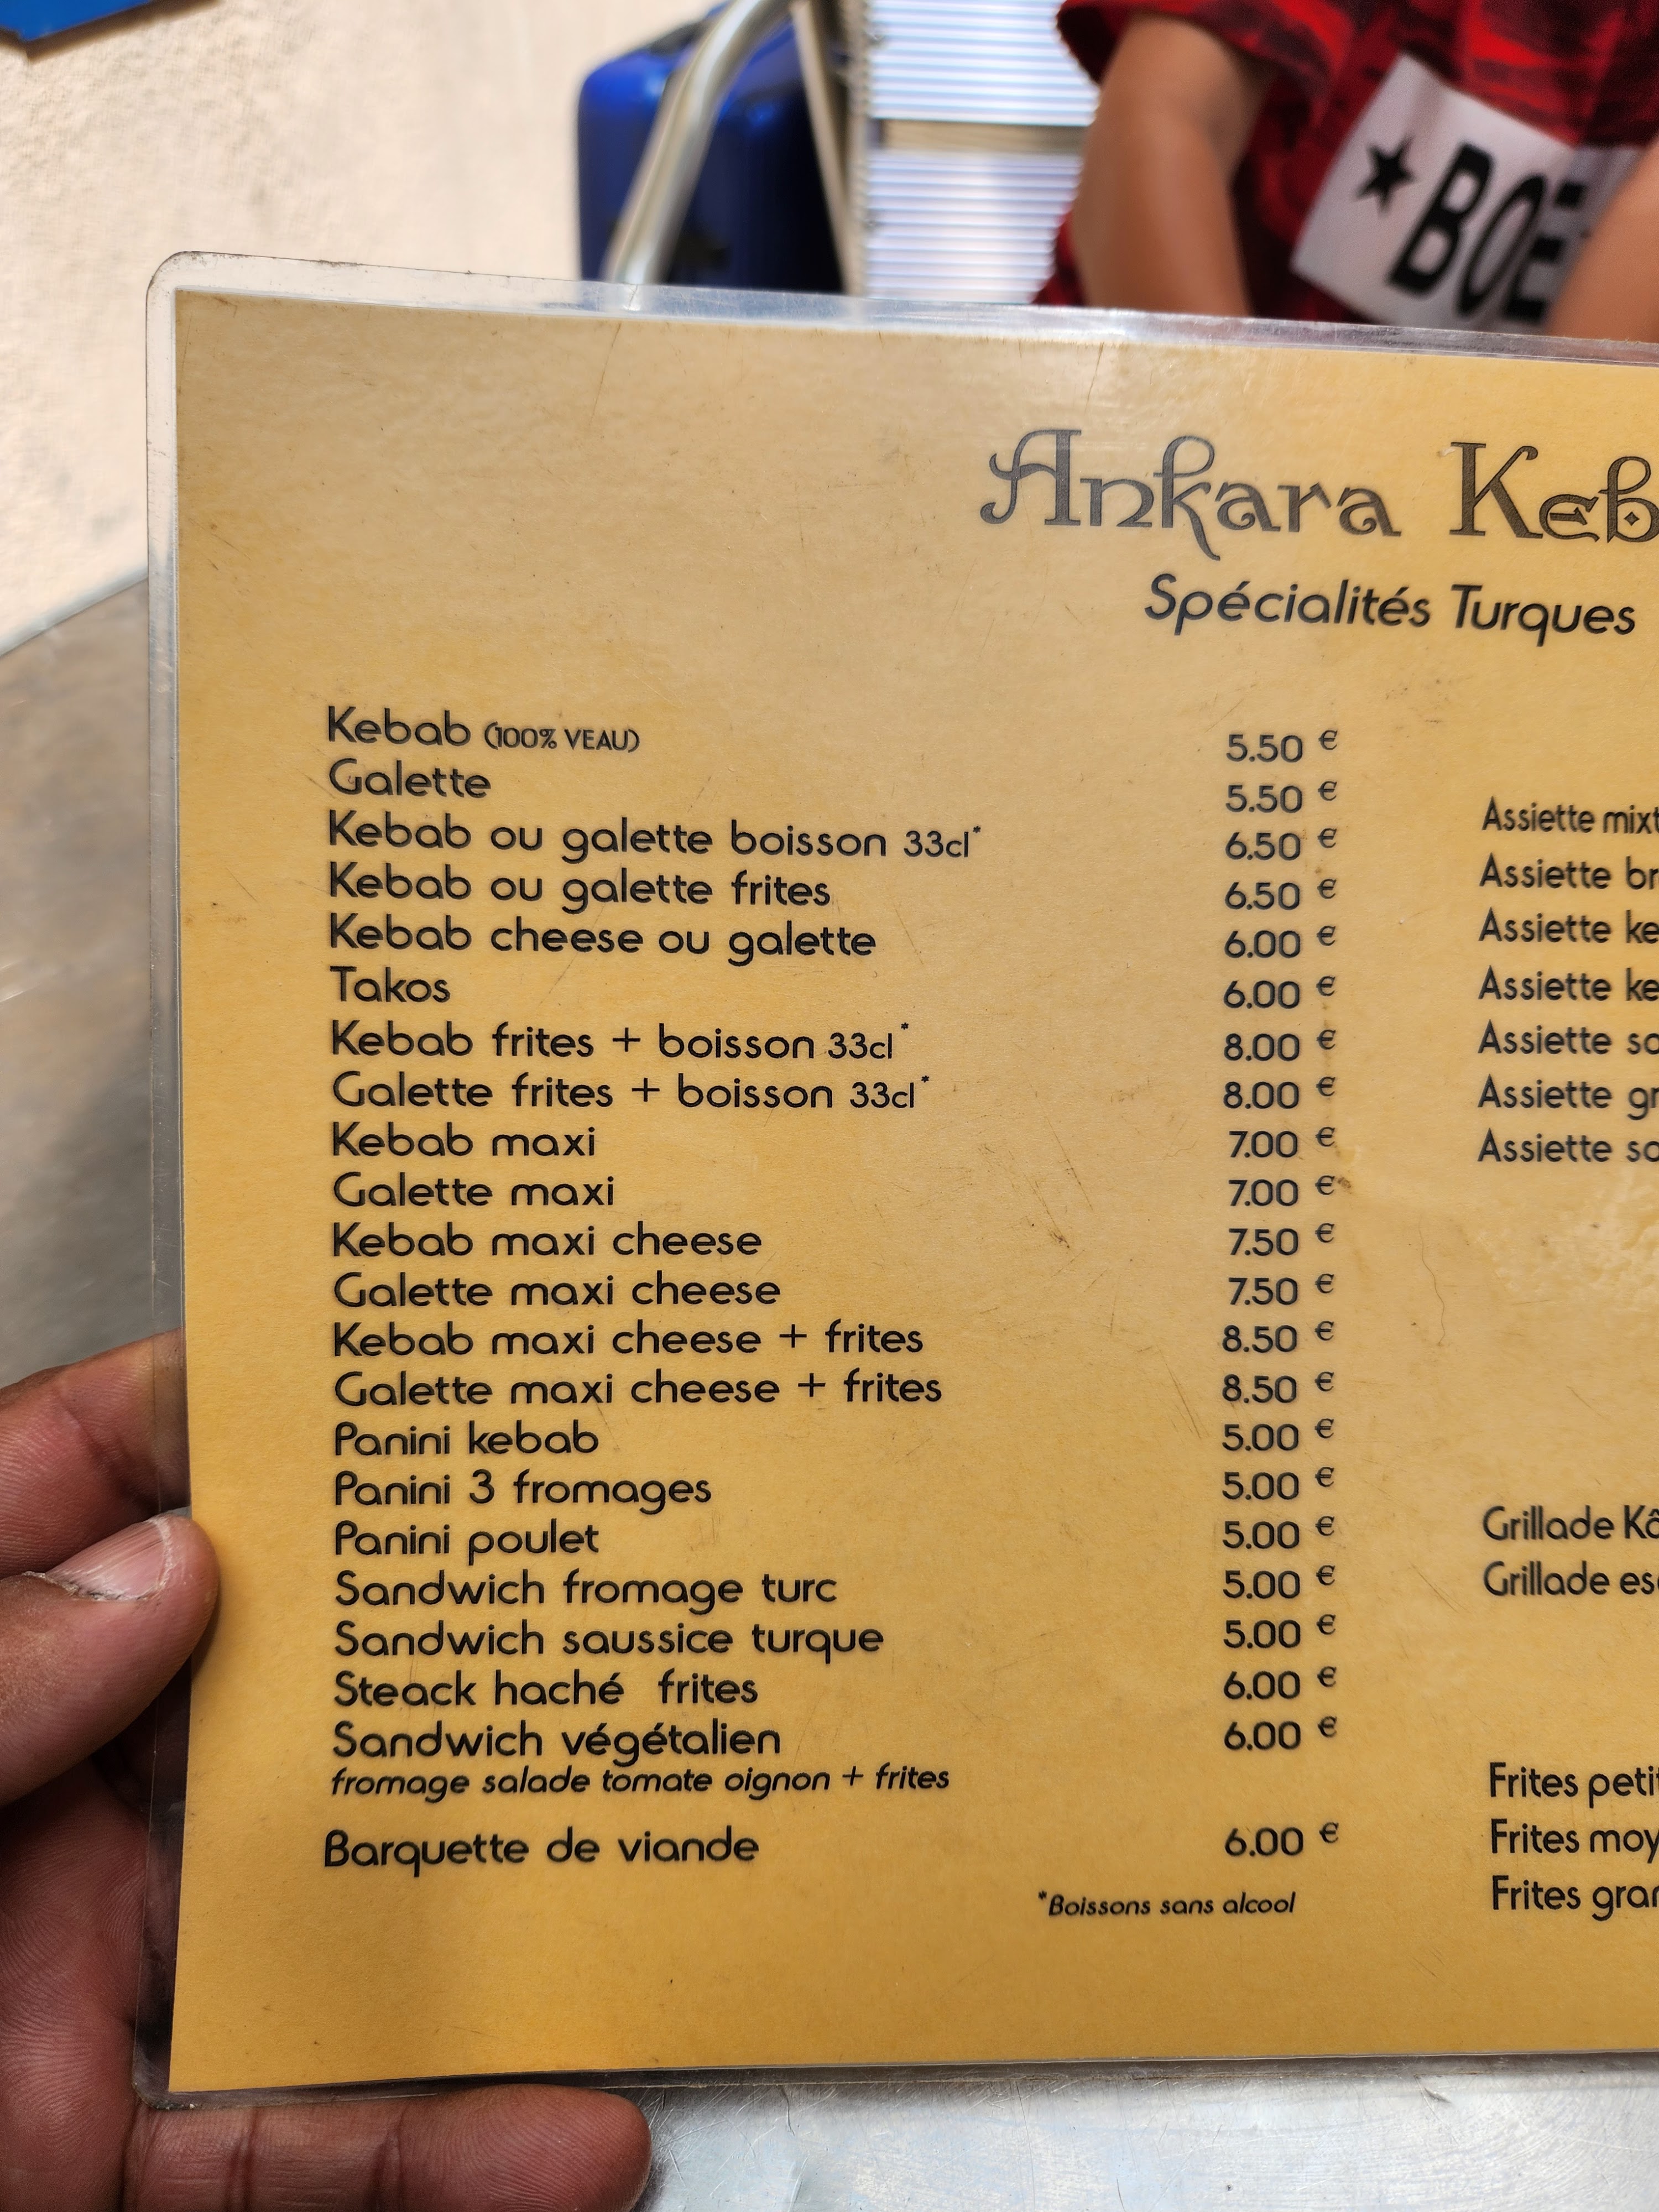 BOE
Ankara Keb
Spécialités Turques
Kebab (100% VEAU) 5.50 €
Galette 5.50 €
Kebab ou galette boisson 33cl* 6.50 €
Kebab ou galette frites 6.50 €
Kebab cheese ou galette 6.00 €
Takos 6.00 €
Kebab frites + boisson 33cl* 8.00 €
Galette frites + boisson 33cl* 8.00 €
Kebab maxi 7.00 €
Galette maxi 7.00 €
Kebab maxi cheese 7.50 €
Galette maxi cheese 7.50 €
Kebab maxi cheese + frites 8.50 €
Galette maxi cheese + frites 8.50 €
Panini kebab 5.00 €
Panini 3 fromages 5.00 €
Panini poulet 5.00 €
Sandwich fromage turc 5.00 €
Sandwich saussice turque 5.00 €
Steack haché frites 6.00 €
Sandwich végétalien 6.00 €
fromage salade tomate oignon + frites
Barquette de viande 6.00 €
*Boissons sans alcool
Assiette mixt
Assiette br
Assiette ke
Assiette ke
Assiette
Assiette gr
Assiette
Grillade Kô
Grillade es
Frites peti
Frites moy
Frites gra